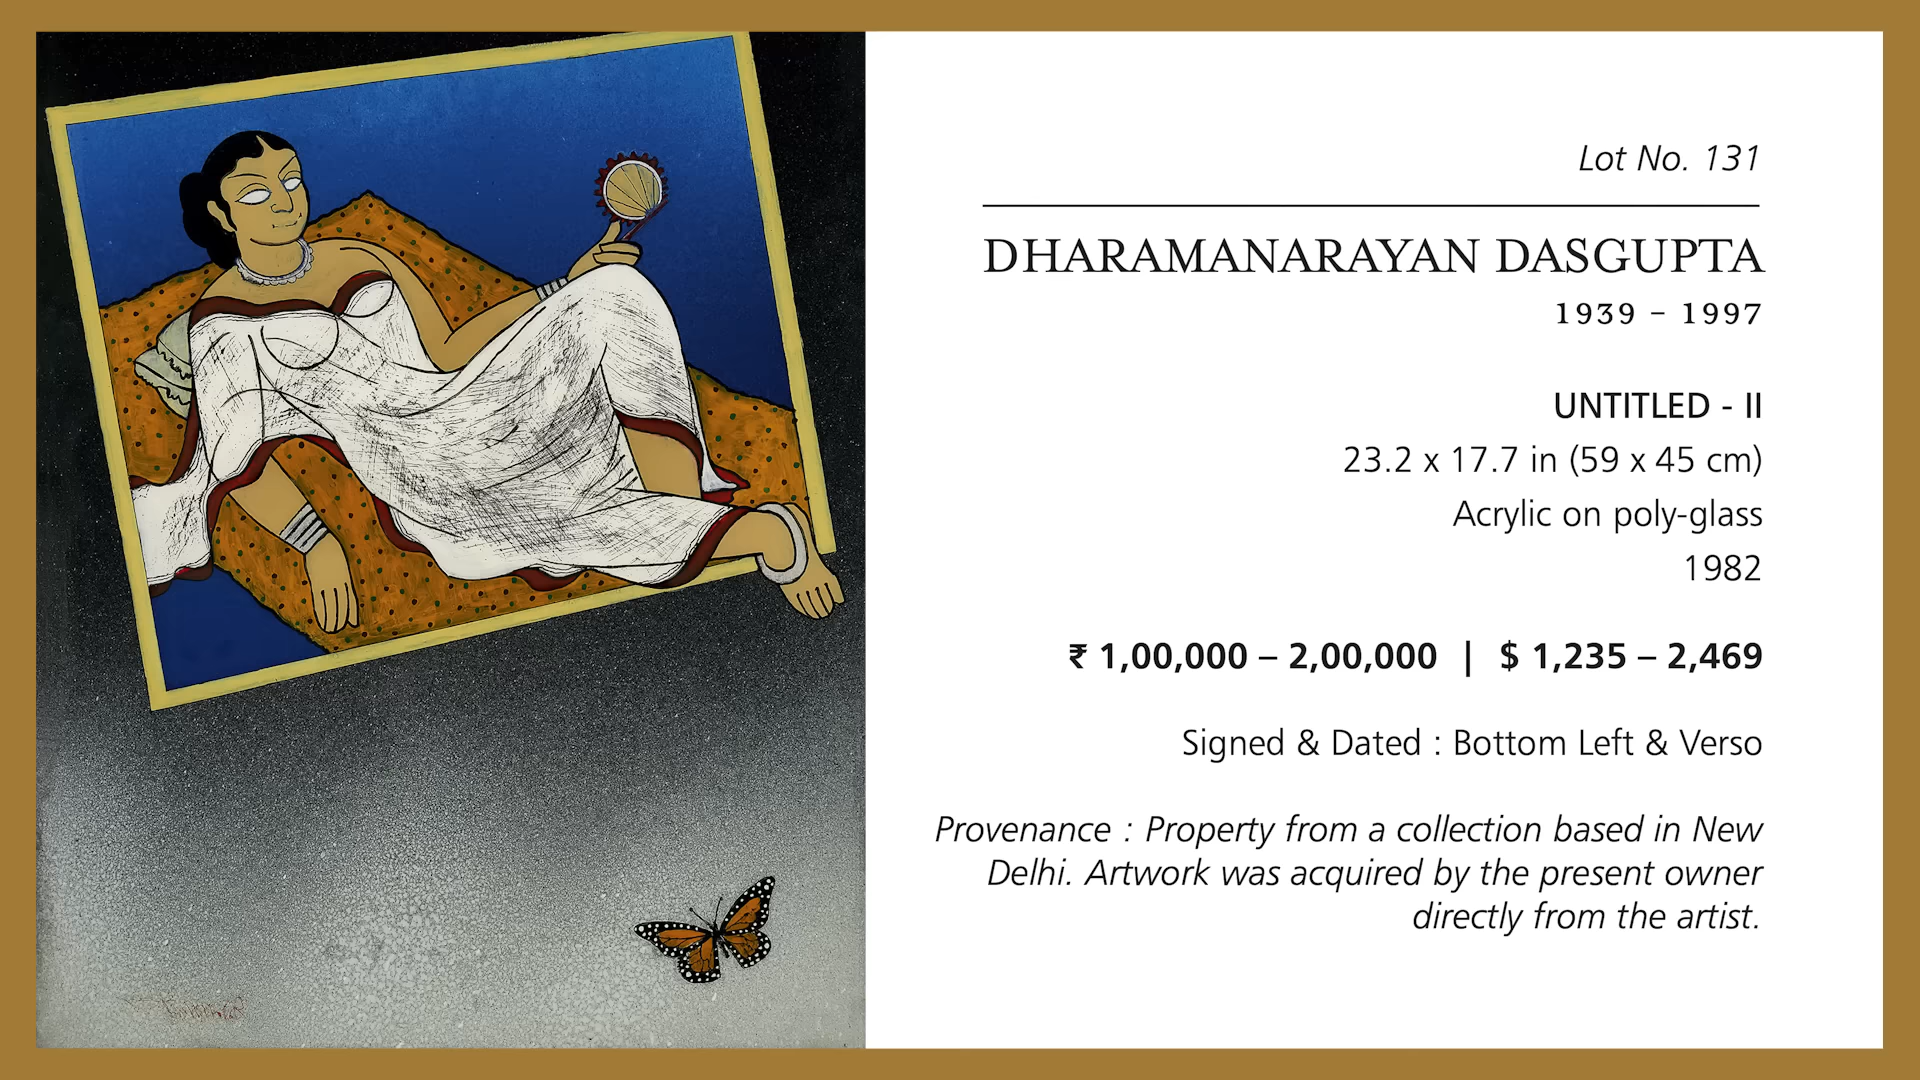 Lot No. 131
DHARAMANARAYAN DASGUPTA
1939 – 1997
UNTITLED - II
23.2 x 17.7 in (59 x 45 cm)
Acrylic on poly-glass
1982
₹ 1,00,000 – 2,00,000 | $ 1,235 – 2,469
Signed & Dated : Bottom Left & Verso
Provenance : Property from a collection based in New
Delhi. Artwork was acquired by the present owner
directly from the artist.